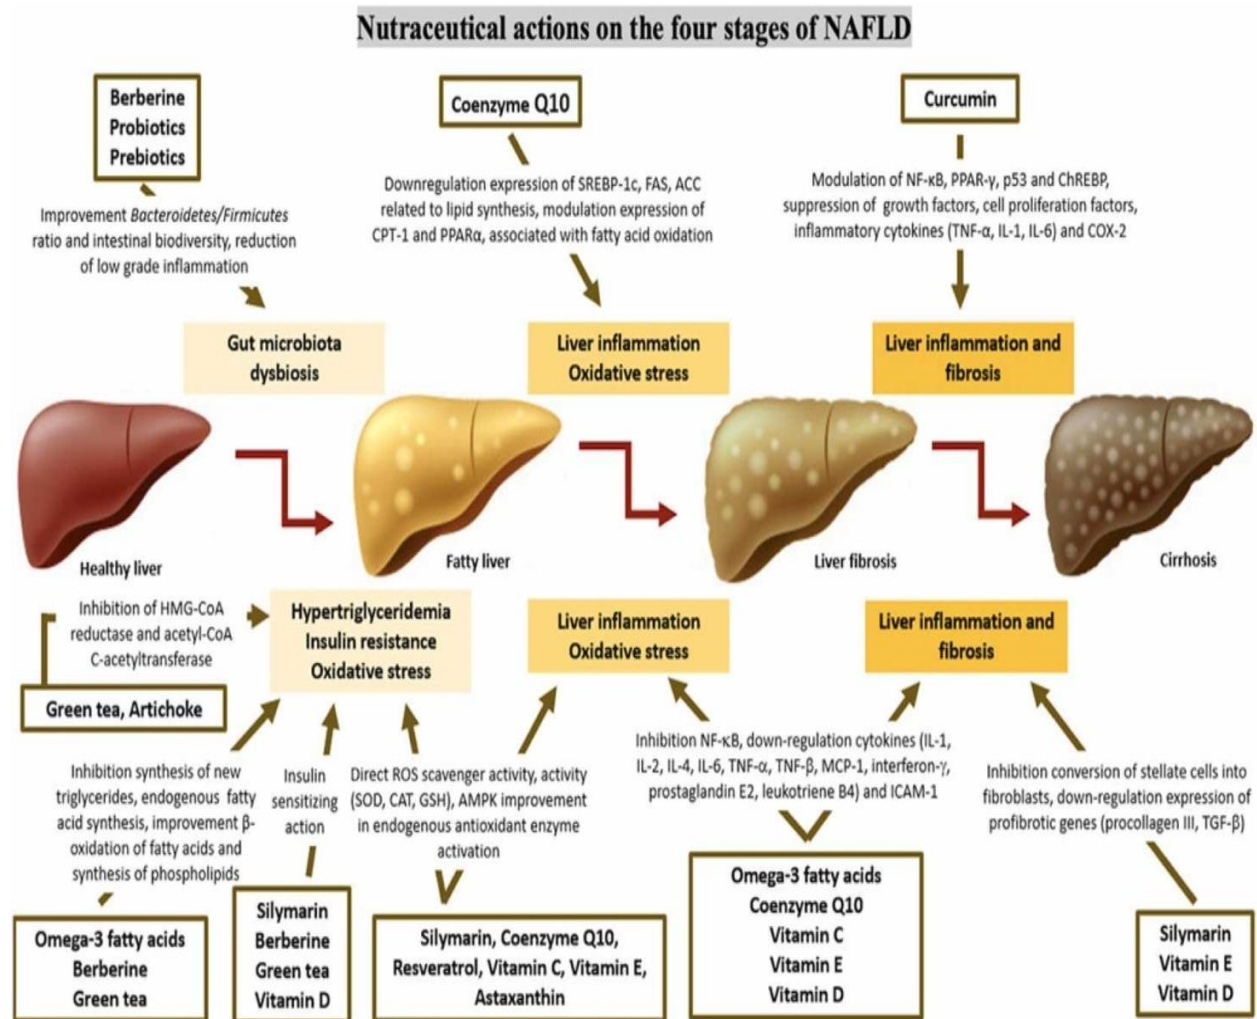 Nutraceutical actions on the four stages of NAFLD
Berberine
Probiotics
Prebiotics
Improvement Bacteroidetes/Firmicutes
ratio and intestinal biodiversity, reduction
of low grade inflammation
Coenzyme Q10
Downregulation expression of SREBP-1c, FAS, ACC
related to lipid synthesis, modulation expression of
CPT-1 and PPARα, associated with fatty acid oxidation
Curcumin
Modulation of NF-κB, PPAR-γ, p53 and ChREBP,
suppression of growth factors, cell proliferation factors,
inflammatory cytokines (TNF-α, IL-1, IL-6) and COX-2
Gut microbiota
dysbiosis
Liver inflammation
Oxidative stress
Liver inflammation and
fibrosis
Healthy liver
Fatty liver
Liver fibrosis
Cirrhosis
Inhibition of HMG-CoA
reductase and acetyl-CoA
C-acetyltransferase
Green tea, Artichoke
Hypertriglyceridemia
Insulin resistance
Oxidative stress
Liver inflammation
Oxidative stress
Liver inflammation and
fibrosis
Inhibition synthesis of new
triglycerides, endogenous fatty
acid synthesis, improvement β-
oxidation of fatty acids and
synthesis of phospholipids
Insulin
sensitizing
action
Direct ROS scavenger activity, activity
(SOD, CAT, GSH), AMPK improvement
in endogenous antioxidant enzyme
activation
Inhibition NF-κB, down-regulation cytokines (IL-1,
IL-2, IL-4, IL-6, TNF-α, TNF-β, MCP-1, interferon-γ,
prostaglandin E2, leukotriene B4) and ICAM-1
Inhibition conversion of stellate cells into
fibroblasts, down-regulation expression of
profibrotic genes (procollagen III, TGF-β)
Omega-3 fatty acids
Berberine
Green tea
Silymarin
Berberine
Green tea
Vitamin D
Silymarin, Coenzyme Q10,
Resveratrol, Vitamin C, Vitamin E,
Astaxanthin
Omega-3 fatty acids
Coenzyme Q10
Vitamin C
Vitamin E
Vitamin D
Silymarin
Vitamin E
Vitamin D